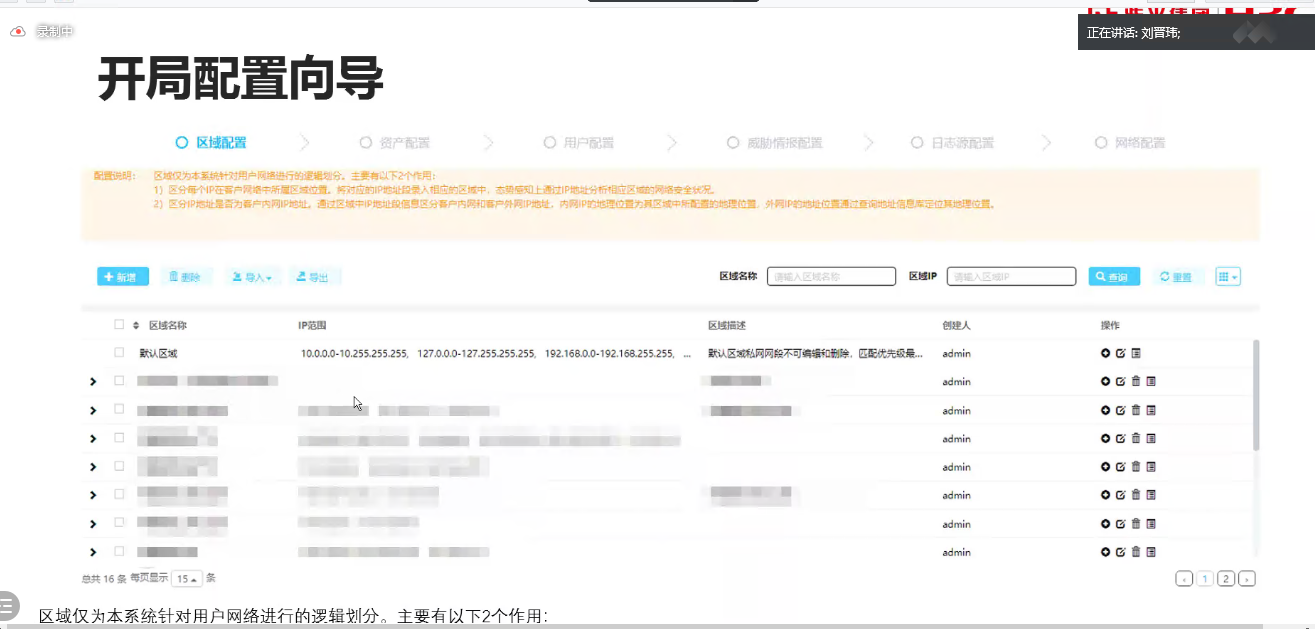 录制中
正在讲话: 刘晋玮;
开局配置向导
区域配置 资产配置 用户配置 威胁情报配置 日志源配置 网络配置
配置说明: 区域仅为本系统针对用户网络进行的逻辑划分。主要有以下2个作用:
1）区分每个IP在客户网络中所属区域位置。将对应的IP地址段录入相应的区域中，态势感知上通过IP地址分析相应区域的网络安全状况。
2）区分IP地址是否为客户内网IP地址。通过区域中IP地址段信息区分客户内网和客户外网IP地址，内网IP的地理位置为其区域中所配置的地理位置，外网IP的地址位置通过查询地址信息库定位其地理位置。
+ 新增 删除 导入 导出 区域名称 请输入区域名称 区域IP 请输入区域IP 查询 重置
区域名称 IP范围 区域描述 创建人 操作
默认区域 10.0.0.0-10.255.255.255, 127.0.0.0-127.255.255.255, 192.168.0.0-192.168.255.255, ... 默认区域私网网段不可编辑和删除，匹配优先级最... admin
admin
admin
admin
admin
admin
admin
admin
总共 16 条 每页显示 15 条 1 2
区域仅为本系统针对用户网络进行的逻辑划分。主要有以下2个作用: